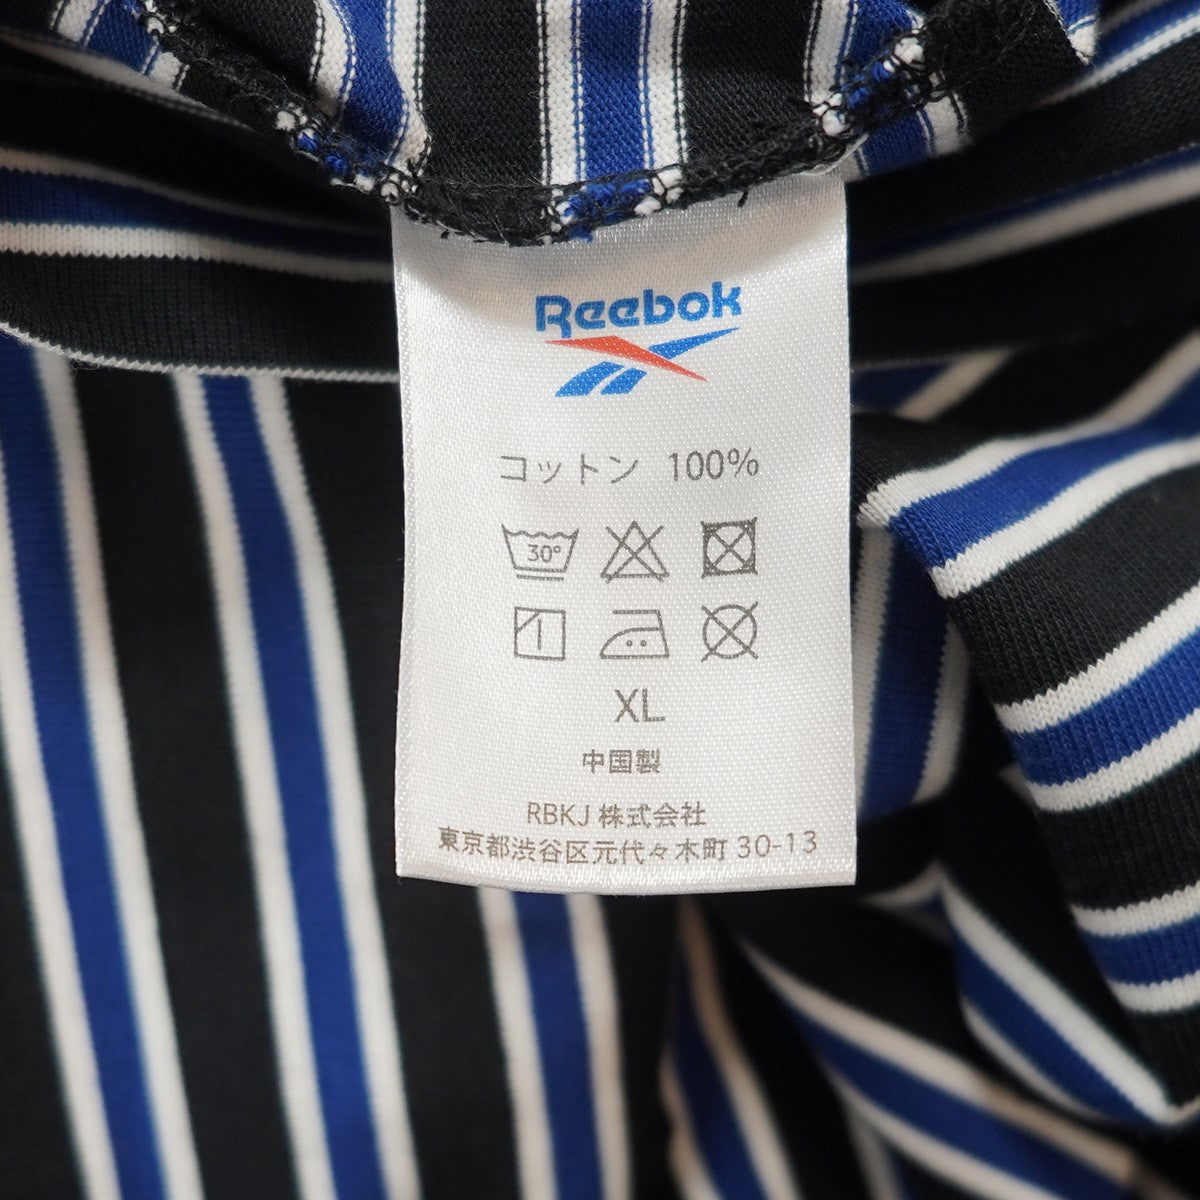 Reebok
コットン 100%
30°
XL
中国製
RBKJ 株式会社
東京都渋谷区元代々木町 30-13